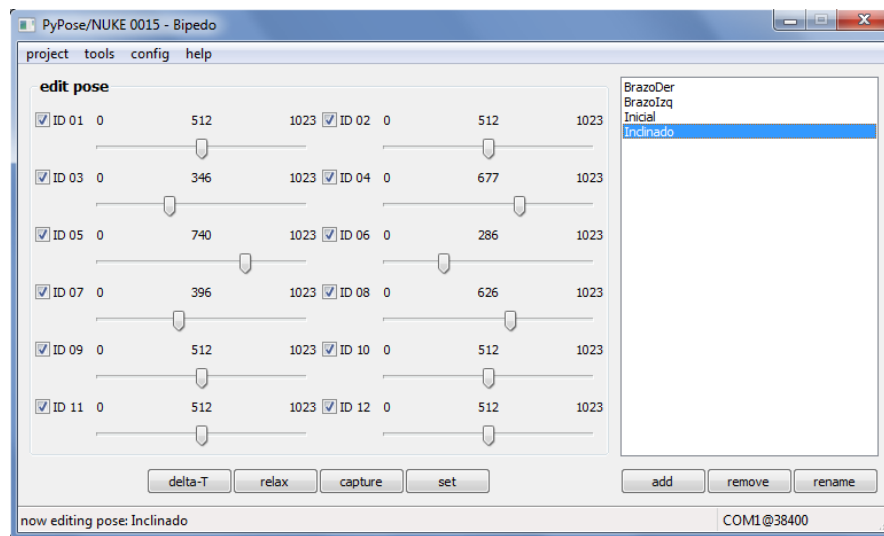 PyPose/NUKE 0015 - Bipedo
project tools config help
edit pose
ID 01 0 512 1023 ID 02 0 512 1023
ID 03 0 346 1023 ID 04 0 677 1023
ID 05 0 740 1023 ID 06 0 286 1023
ID 07 0 396 1023 ID 08 0 626 1023
ID 09 0 512 1023 ID 10 0 512 1023
ID 11 0 512 1023 ID 12 0 512 1023
delta-T relax capture set
BrazoDer
BrazoIzq
Inicial
Inclinado
add remove rename
now editing pose: Inclinado COM1@38400